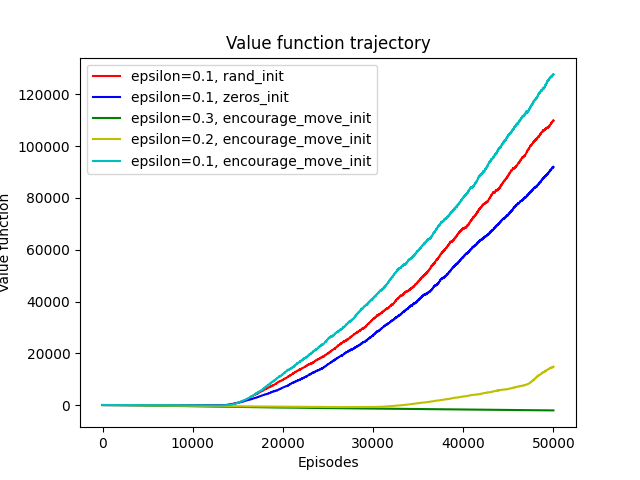 Value function trajectory
epsilon=0.1, rand_init
epsilon=0.1, zeros_init
epsilon=0.3, encourage_move_init
epsilon=0.2, encourage_move_init
epsilon=0.1, encourage_move_init
120000
100000
80000
60000
40000
20000
0
Value function
0 10000 20000 30000 40000 50000
Episodes